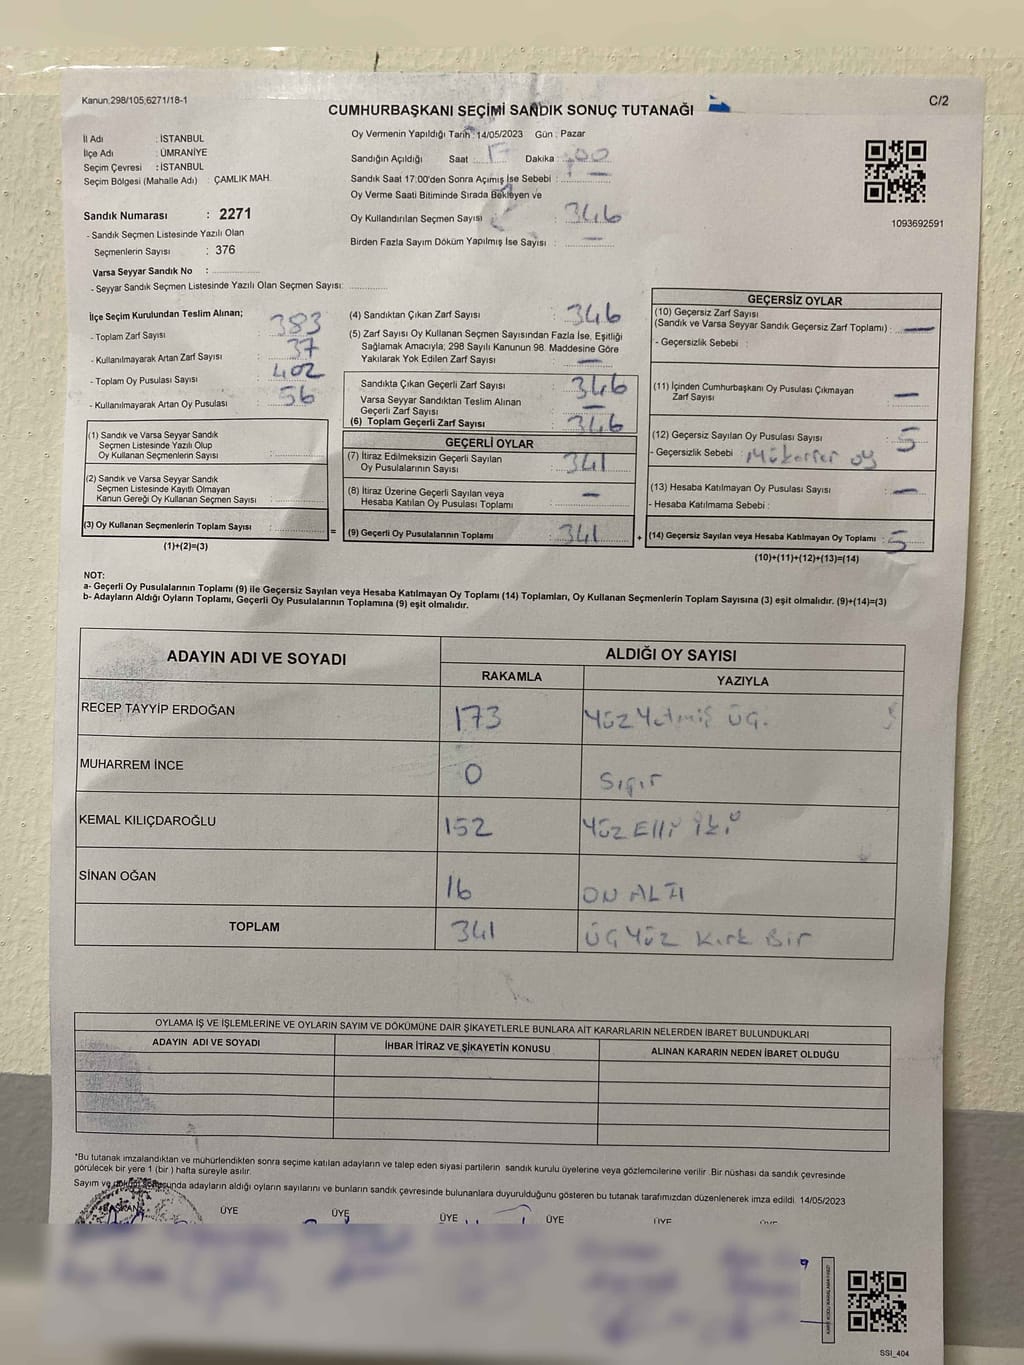 Kanun:298/105;6271/18-1
C/2
CUMHURBAŞKANI SEÇİMİ SANDIK SONUÇ TUTANAĞI
İl Adı : İSTANBUL
İlçe Adı : ÜMRANİYE
Seçim Çevresi : İSTANBUL
Seçim Bölgesi (Mahalle Adı) : ÇAMLIK MAH.
Sandık Numarası : 2271
- Sandık Seçmen Listesinde Yazılı Olan
Seçmenlerin Sayısı : 376
Varsa Seyyar Sandık No :
- Seyyar Sandık Seçmen Listesinde Yazılı Olan Seçmen Sayısı:
Oy Vermenin Yapıldığı Tarih : 14/05/2023 Gün : Pazar
Sandığın Açıldığı Saat : Dakika : 00
Sandık Saat 17:00'den Sonra Açımış İse Sebebi : —
Oy Verme Saati Bitiminde Sırada Bekleyen ve
Oy Kullandırılan Seçmen Sayısı : 346
Birden Fazla Sayım Döküm Yapılmış İse Sayısı : —
1093692591
İlçe Seçim Kurulundan Teslim Alınan;
- Toplam Zarf Sayısı : 383
- Kullanılmayarak Artan Zarf Sayısı : 37
- Toplam Oy Pusulası Sayısı : 402
- Kullanılmayarak Artan Oy Pusulası : 56
(1) Sandık ve Varsa Seyyar Sandık
Seçmen Listesinde Yazılı Olup
Oy Kullanan Seçmenlerin Sayısı :
(2) Sandık ve Varsa Seyyar Sandık
Seçmen Listesinde Kayıtlı Olmayan
Kanun Gereği Oy Kullanan Seçmen Sayısı :
(3) Oy Kullanan Seçmenlerin Toplam Sayısı : =
(1)+(2)=(3)
(4) Sandıktan Çıkan Zarf Sayısı : 346
(5) Zarf Sayısı Oy Kullanan Seçmen Sayısından Fazla İse, Eşitliği
Sağlamak Amacıyla; 298 Sayılı Kanunun 98. Maddesine Göre
Yakılarak Yok Edilen Zarf Sayısı : —
Sandıkta Çıkan Geçerli Zarf Sayısı : 346
Varsa Seyyar Sandıktan Teslim Alınan
Geçerli Zarf Sayısı : —
(6) Toplam Geçerli Zarf Sayısı : 346
GEÇERLİ OYLAR
(7) İtiraz Edilmeksizin Geçerli Sayılan
Oy Pusulalarının Sayısı : 341
(8) İtiraz Üzerine Geçerli Sayılan veya
Hesaba Katılan Oy Pusulası Toplamı : —
(9) Geçerli Oy Pusulalarının Toplamı : 341 +
GEÇERSİZ OYLAR
(10) Geçersiz Zarf Sayısı
(Sandık ve Varsa Seyyar Sandık Geçersiz Zarf Toplamı) : —
- Geçersizlik Sebebi :
(11) İçinden Cumhurbaşkanı Oy Pusulası Çıkmayan
Zarf Sayısı : —
(12) Geçersiz Sayılan Oy Pusulası Sayısı : 5
- Geçersizlik Sebebi : Mükerrer oy
(13) Hesaba Katılmayan Oy Pusulası Sayısı : —
- Hesaba Katılmama Sebebi :
(14) Geçersiz Sayılan veya Hesaba Katılmayan Oy Toplamı : 5
(10)+(11)+(12)+(13)=(14)
NOT:
a- Geçerli Oy Pusulalarının Toplamı (9) ile Geçersiz Sayılan veya Hesaba Katılmayan Oy Toplamı (14) Toplamları, Oy Kullanan Seçmenlerin Toplam Sayısına (3) eşit olmalıdır. (9)+(14)=(3)
b- Adayların Aldığı Oyların Toplamı, Geçerli Oy Pusulalarının Toplamına (9) eşit olmalıdır.
ADAYIN ADI VE SOYADI ALDIĞI OY SAYISI
RAKAMLA YAZIYLA
RECEP TAYYİP ERDOĞAN 173 Yüz Yetmiş Üç.
MUHARREM İNCE 0 Sıfır
KEMAL KILIÇDAROĞLU 152 Yüz Elli İki
SİNAN OĞAN 16 ON ALTI
TOPLAM 341 ÜÇ Yüz Kırk Bir
OYLAMA İŞ VE İŞLEMLERİNE VE OYLARIN SAYIM VE DÖKÜMÜNE DAİR ŞİKAYETLERLE BUNLARA AİT KARARLARIN NELERDEN İBARET BULUNDUKLARI
ADAYIN ADI VE SOYADI İHBAR İTİRAZ VE ŞİKAYETİN KONUSU ALINAN KARARIN NEDEN İBARET OLDUĞU
*Bu tutanak imzalandıktan ve mühürlendikten sonra seçime katılan adayların ve talep eden siyasi partilerin sandık kurulu üyelerine veya gözlemcilerine verilir. Bir nüshası da sandık çevresinde
görülecek bir yere 1 (bir ) hafta süreyle asılır.
Sayım ve adayların aldığı oyların sayılarını ve bunların sandık çevresinde bulunanlara duyurulduğunu gösteren bu tutanak tarafımızdan düzenlenerek imza edildi. 14/05/2023
BAŞKAN ÜYE ÜYE ÜYE ÜYE ÜYE ÜYE
SSI_404